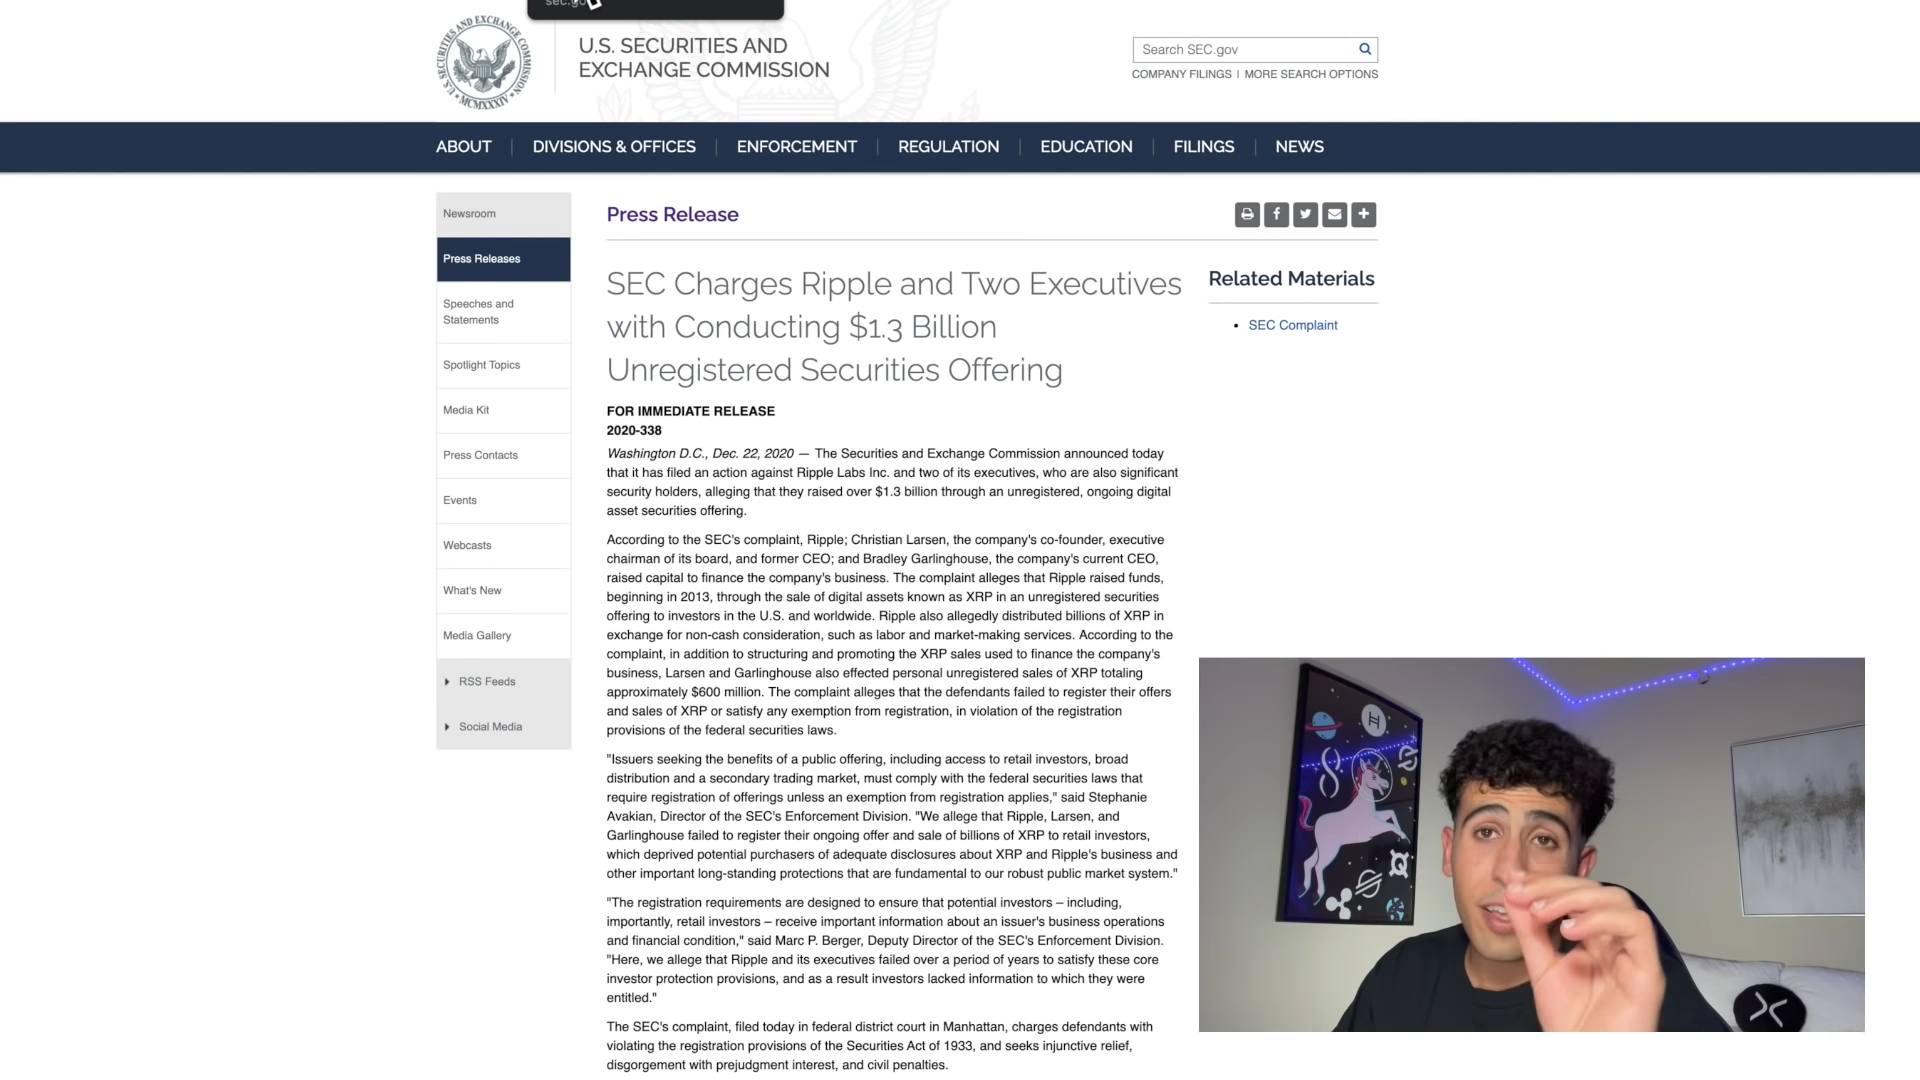 sec.go
U.S. SECURITIES AND EXCHANGE COMMISSION
MCMXXXIV
U.S. SECURITIES AND
EXCHANGE COMMISSION
Search SEC.gov
COMPANY FILINGS | MORE SEARCH OPTIONS
ABOUT | DIVISIONS & OFFICES | ENFORCEMENT | REGULATION | EDUCATION | FILINGS | NEWS
Newsroom
Press Releases
Speeches and
Statements
Spotlight Topics
Media Kit
Press Contacts
Events
Webcasts
What's New
Media Gallery
RSS Feeds
Social Media
Press Release
SEC Charges Ripple and Two Executives
with Conducting $1.3 Billion
Unregistered Securities Offering
FOR IMMEDIATE RELEASE
2020-338
Washington D.C., Dec. 22, 2020 — The Securities and Exchange Commission announced today
that it has filed an action against Ripple Labs Inc. and two of its executives, who are also significant
security holders, alleging that they raised over $1.3 billion through an unregistered, ongoing digital
asset securities offering.
According to the SEC's complaint, Ripple; Christian Larsen, the company's co-founder, executive
chairman of its board, and former CEO; and Bradley Garlinghouse, the company's current CEO,
raised capital to finance the company's business. The complaint alleges that Ripple raised funds,
beginning in 2013, through the sale of digital assets known as XRP in an unregistered securities
offering to investors in the U.S. and worldwide. Ripple also allegedly distributed billions of XRP in
exchange for non-cash consideration, such as labor and market-making services. According to the
complaint, in addition to structuring and promoting the XRP sales used to finance the company's
business, Larsen and Garlinghouse also effected personal unregistered sales of XRP totaling
approximately $600 million. The complaint alleges that the defendants failed to register their offers
and sales of XRP or satisfy any exemption from registration, in violation of the registration
provisions of the federal securities laws.
"Issuers seeking the benefits of a public offering, including access to retail investors, broad
distribution and a secondary trading market, must comply with the federal securities laws that
require registration of offerings unless an exemption from registration applies," said Stephanie
Avakian, Director of the SEC's Enforcement Division. "We allege that Ripple, Larsen, and
Garlinghouse failed to register their ongoing offer and sale of billions of XRP to retail investors,
which deprived potential purchasers of adequate disclosures about XRP and Ripple's business and
other important long-standing protections that are fundamental to our robust public market system."
"The registration requirements are designed to ensure that potential investors – including,
importantly, retail investors – receive important information about an issuer's business operations
and financial condition," said Marc P. Berger, Deputy Director of the SEC's Enforcement Division.
"Here, we allege that Ripple and its executives failed over a period of years to satisfy these core
investor protection provisions, and as a result investors lacked information to which they were
entitled."
The SEC's complaint, filed today in federal district court in Manhattan, charges defendants with
violating the registration provisions of the Securities Act of 1933, and seeks injunctive relief,
disgorgement with prejudgment interest, and civil penalties.
Related Materials
• SEC Complaint